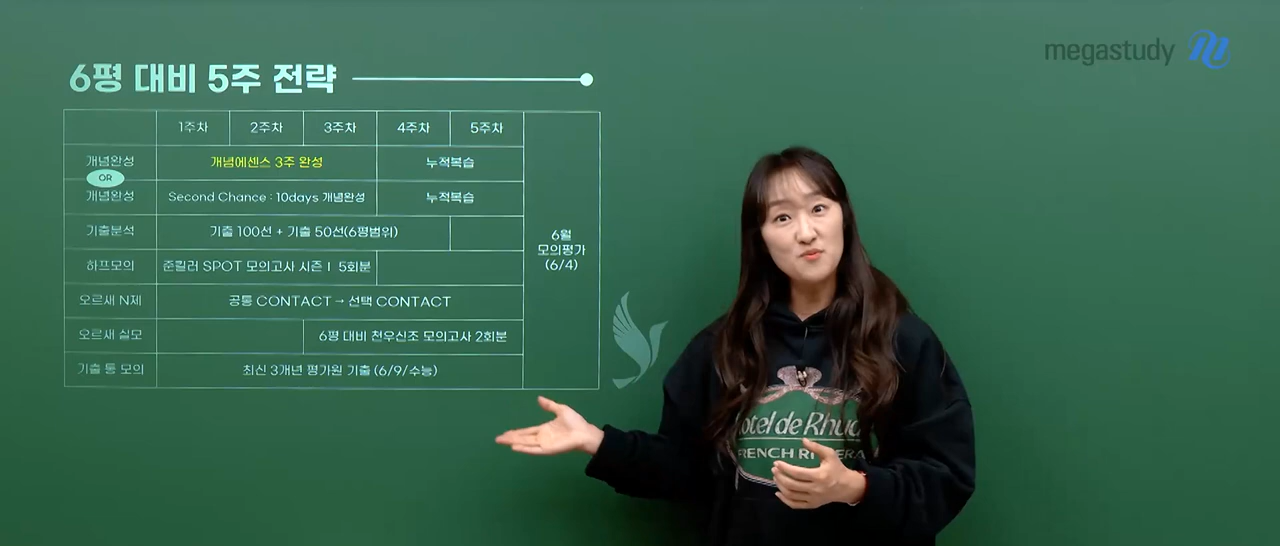 megastudy
6평 대비 5주 전략
1주차 2주차 3주차 4주차 5주차
개념완성 개념에센스 3주 완성 누적복습
OR
개념완성 Second Chance : 10days 개념완성 누적복습
기출분석 기출 100선 + 기출 50선(6평범위)
6월
모의평가
(6/4)
하프모의 준킬러 SPOT 모의고사 시즌Ⅰ 5회분
오르새 N제 공통 CONTACT → 선택 CONTACT
오르새 실모 6평 대비 천우신조 모의고사 2회분
기출 통 모의 최신 3개년 평가원 기출 (6/9/수능)
otel de Rhu
RENCH RI ERA